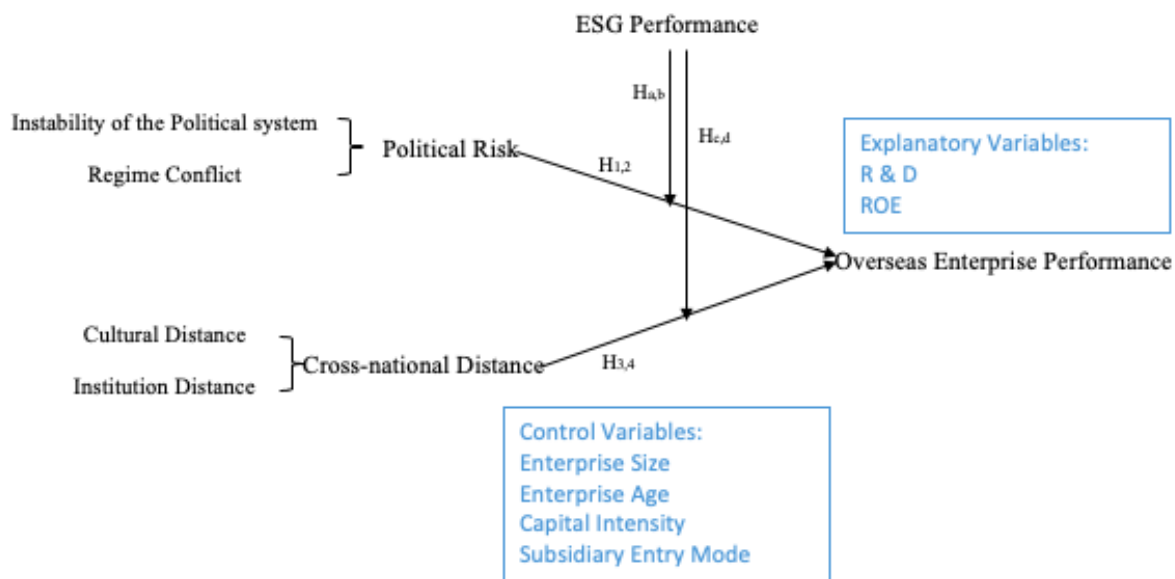 ESG Performance
Ha,b
Hc,d
Instability of the Political system
Regime Conflict
Political Risk
H1,2
Explanatory Variables:
R & D
ROE
Overseas Enterprise Performance
Cultural Distance
Institution Distance
Cross-national Distance
H3,4
Control Variables:
Enterprise Size
Enterprise Age
Capital Intensity
Subsidiary Entry Mode